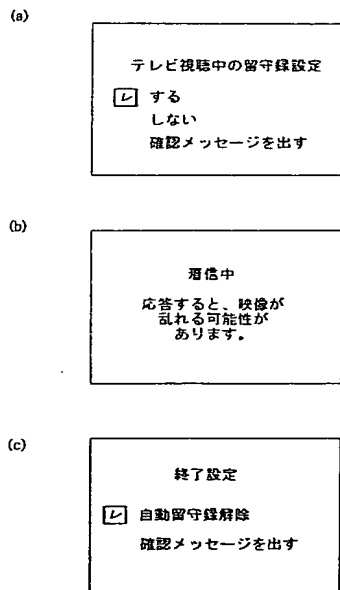 (a)
テレビ視聴中の留守録設定
レ する
しない
確認メッセージを出す
(b)
着信中
応答すると、映像が
乱れる可能性が
あります。
(c)
終了設定
レ 自動留守録解除
確認メッセージを出す